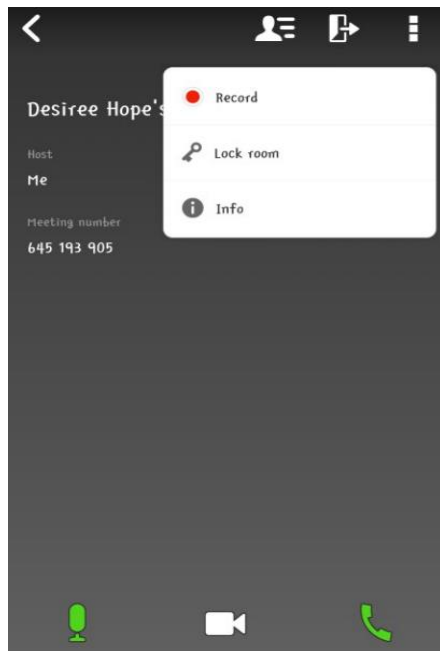 Desiree Hope's
Record
Host
Lock room
Me
Info
Meeting number
645 193 905